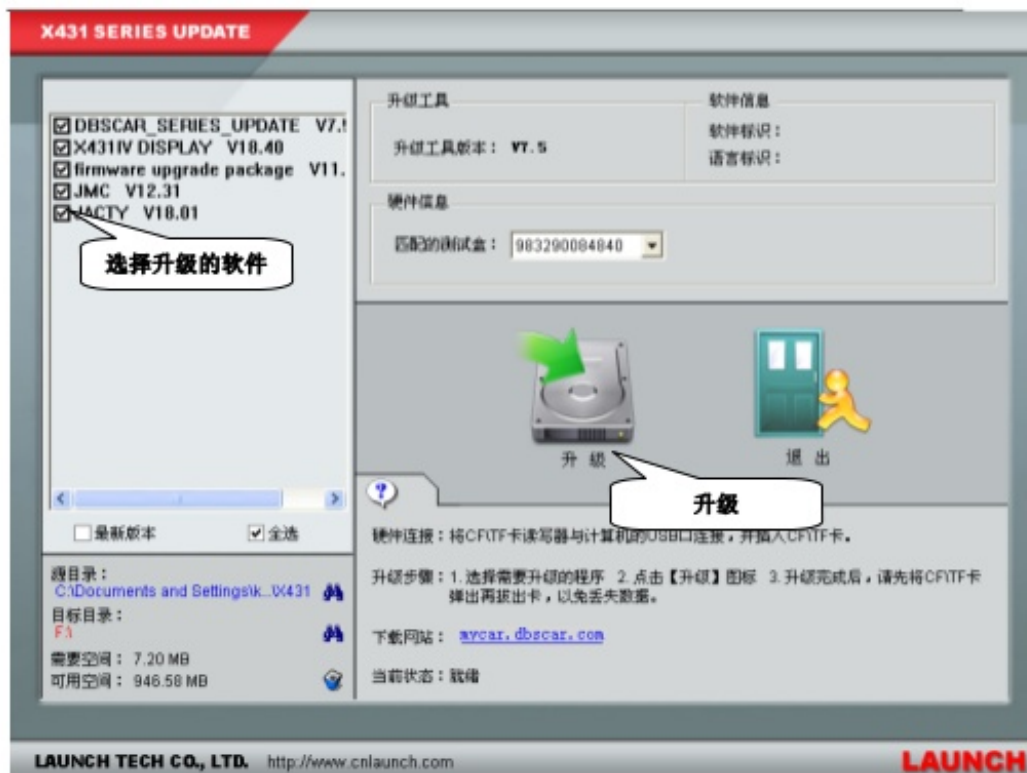 X431 SERIES UPDATE
DBSCAR_SERIES_UPDATE V7.5
X431IV DISPLAY V18.40
firmware upgrade package V11.
JMC V12.31
JACTY V18.01
选择升级的软件
最新版本
全选
源目录：
C:\Documents and Settings\k...\X431
目标目录：
F:\
需要空间： 7.20 MB
可用空间： 946.58 MB
升级工具
升级工具版本： V7.5
软件信息
软件标识：
语言标识：
硬件信息
匹配的测试盒： 983290084840
升 级
退 出
升级
硬件连接：将CF\TF卡读写器与计算机的USB口连接，并插入CF\TF卡。
升级步骤：1. 选择需要升级的程序 2. 点击【升级】图标 3. 升级完成后，请先将CF\TF卡
弹出再拔出卡，以免丢失数据。
下载网站： mycar.dbscar.com
当前状态：就绪
LAUNCH TECH CO., LTD. http://www.cnlaunch.com
LAUNCH